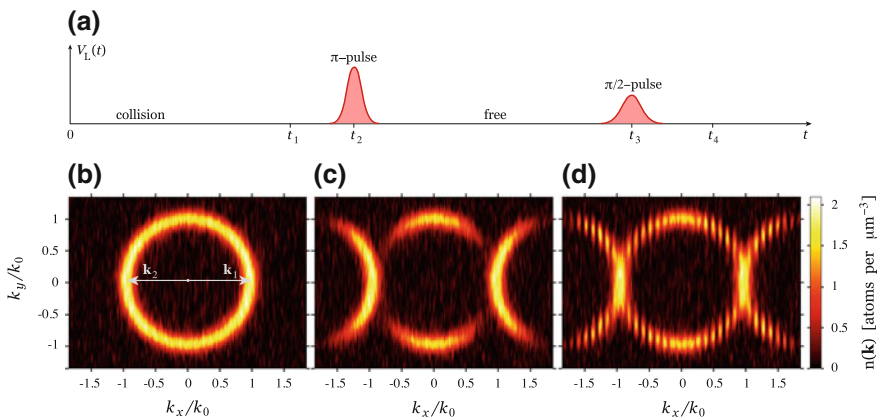 (a)
V_L(t)
π–pulse
π/2–pulse
collision
free
0
t_1
t_2
t_3
t_4
t
(b)
(c)
(d)
k_y/k_0
1
0.5
0
-0.5
-1
k_2
k_1
-1.5 -1 -0.5 0 0.5 1 1.5
-1.5 -1 -0.5 0 0.5 1 1.5
-1.5 -1 -0.5 0 0.5 1 1.5
k_x/k_0
k_x/k_0
k_x/k_0
2
1.5
1
0.5
0
n(k) [atoms per μm⁻³]